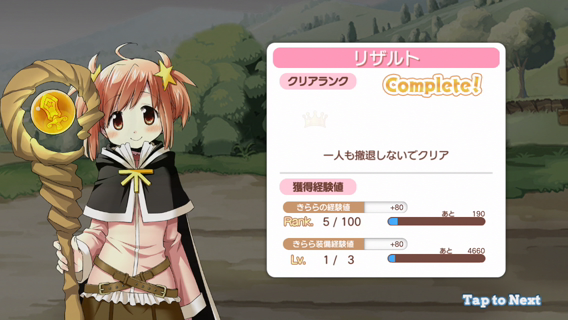 リザルト
クリアランク
Complete!
一人も撤退しないでクリア
獲得経験値
きららの経験値 +80
Rank. 5 / 100 あと 190
きらら装備経験値 +80
Lv. 1 / 3 あと 4660
Tap to Next